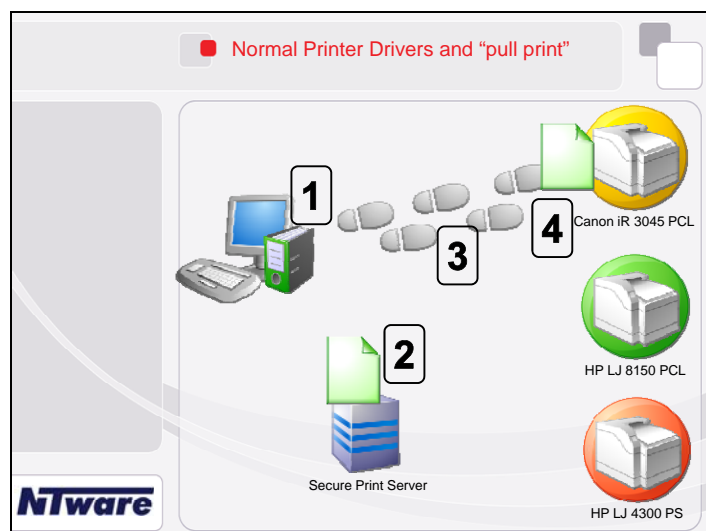 Normal Printer Drivers and “pull print”
1
4
Canon iR 3045 PCL
3
2
HP LJ 8150 PCL
Secure Print Server
HP LJ 4300 PS
NTware